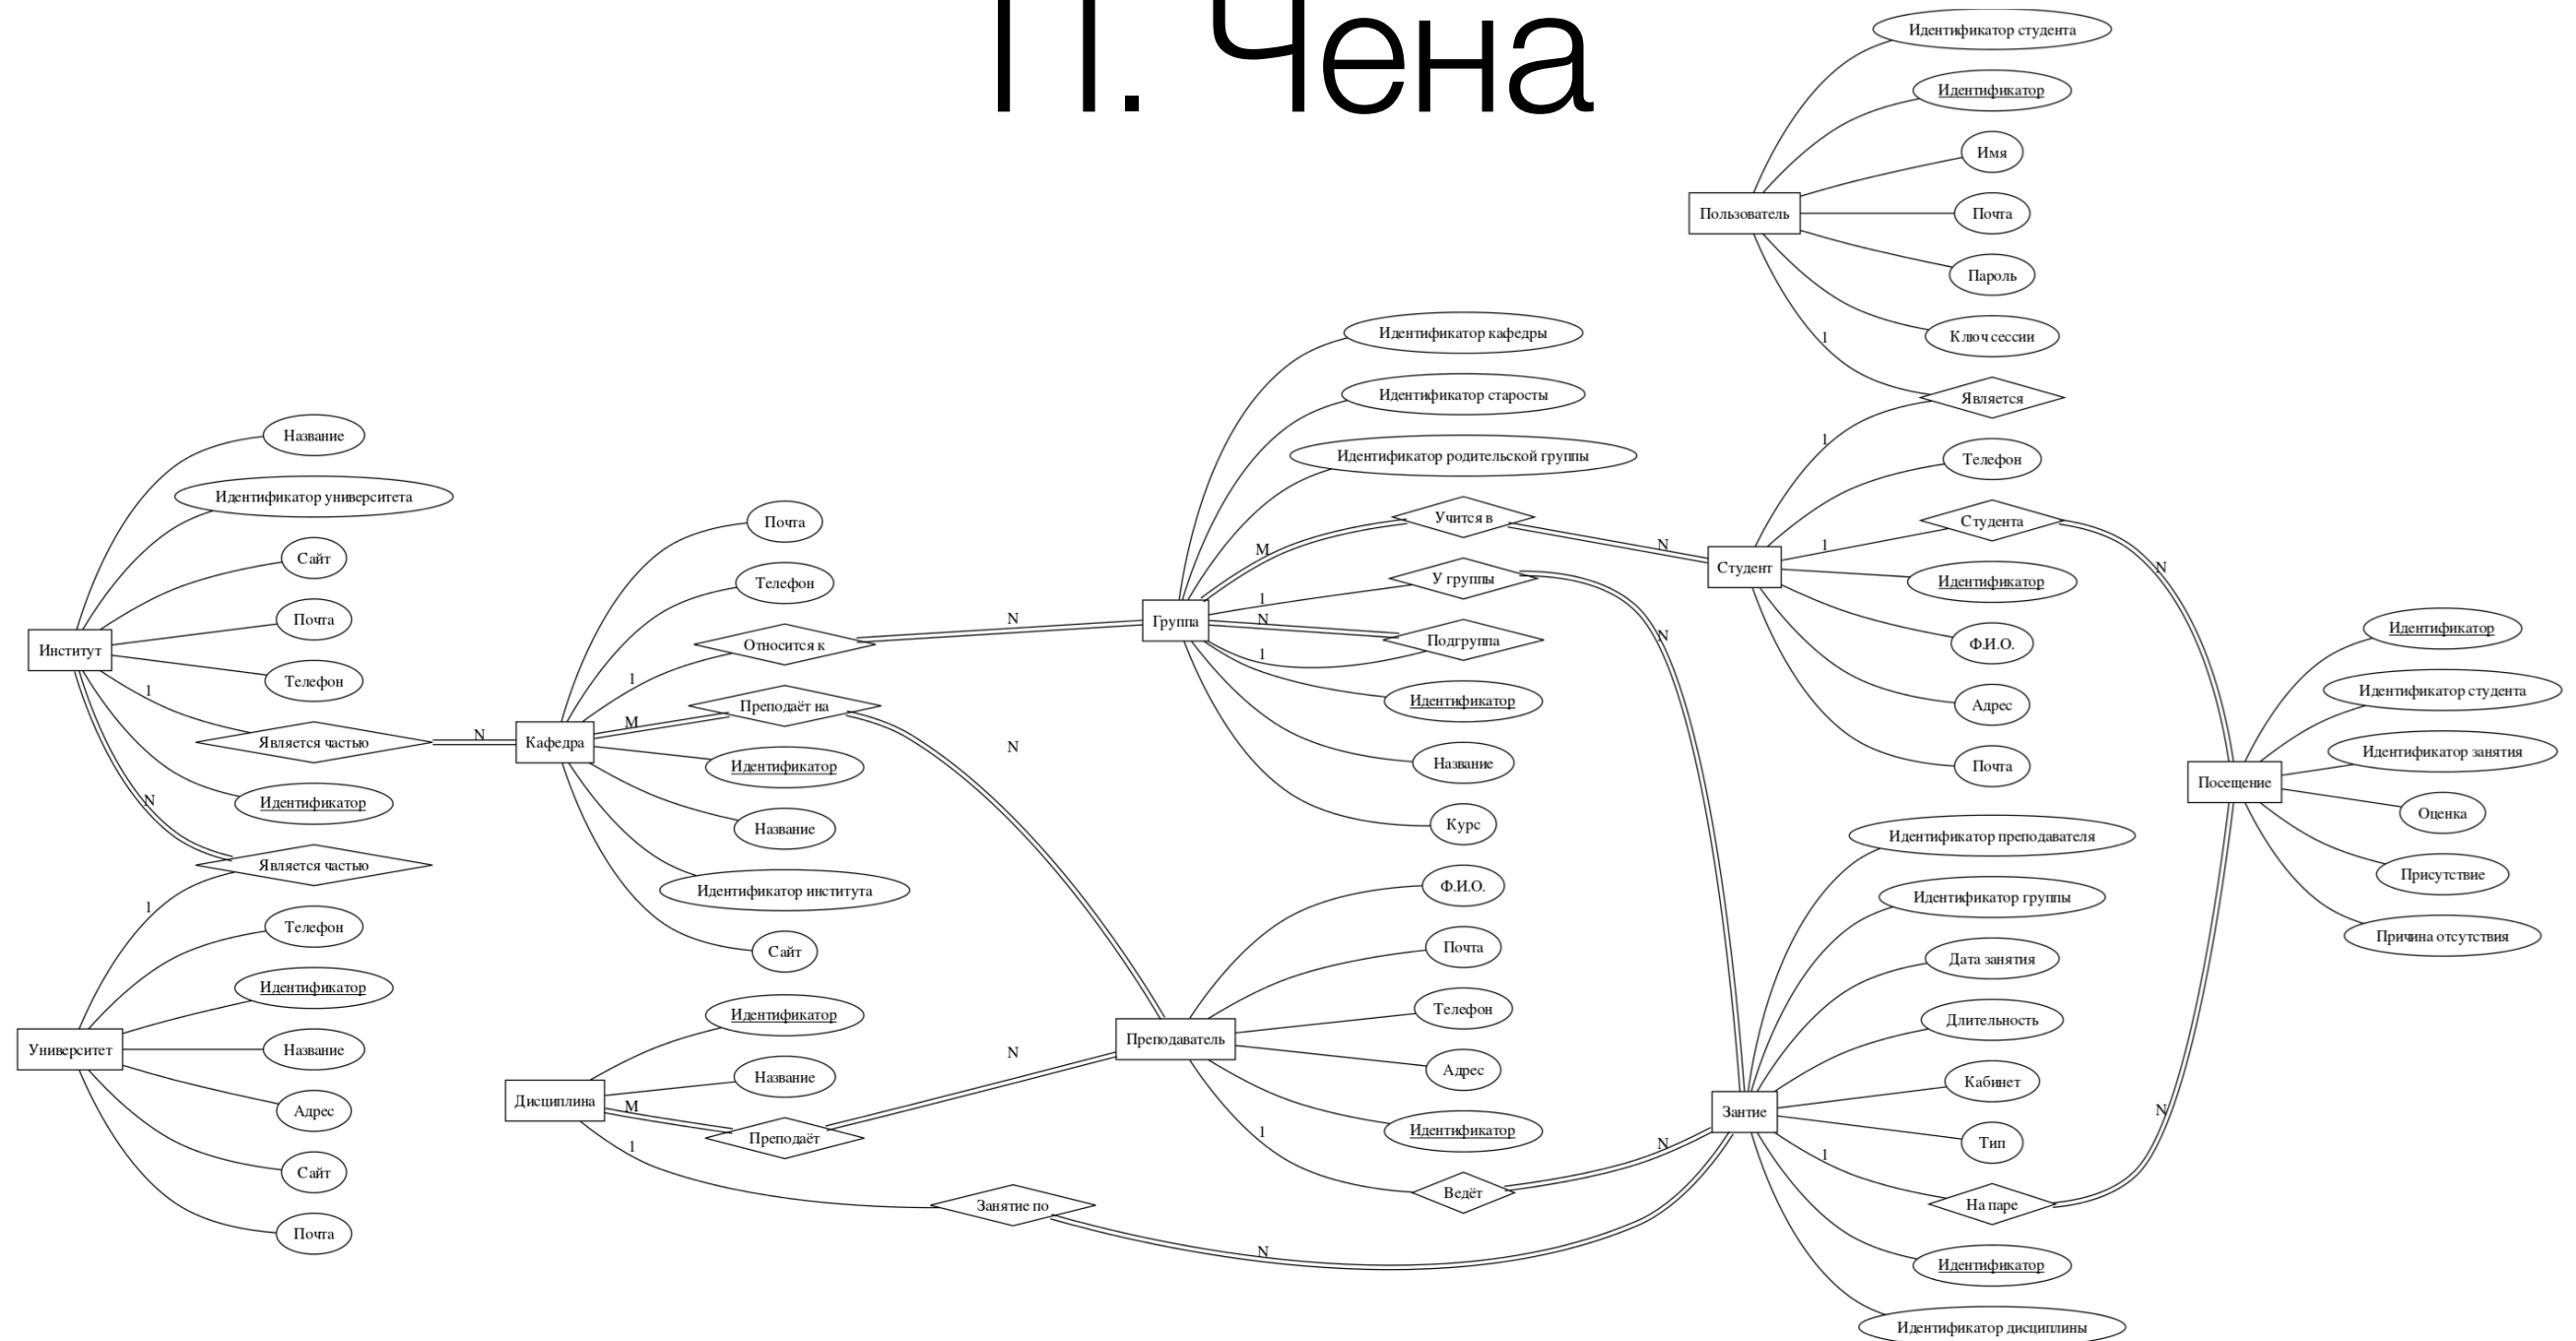 П. Чена
Идентификатор студента
Идентификатор
Имя
Пользователь
Почта
Пароль
Ключ сессии
1
Является
1
Телефон
Студента
1
N
Студент
Идентификатор
Ф.И.О.
Адрес
Почта
Идентификатор кафедры
Идентификатор старосты
Идентификатор родительской группы
Учится в
M
N
У группы
1
N
Группа
N
Подгруппа
1
Идентификатор
Название
Курс
Название
Идентификатор университета
Сайт
Почта
Институт
Телефон
1
Является частью
N
Идентификатор
N
Является частью
1
Телефон
Идентификатор
Университет
Название
Адрес
Сайт
Почта
Почта
Телефон
Относится к
N
1
Преподаёт на
M
N
Кафедра
Идентификатор
Название
Идентификатор института
Сайт
Идентификатор
Название
Дисциплина
M
Преподаёт
N
1
Занятие по
N
Ф.И.О.
Почта
Телефон
Преподаватель
Адрес
Идентификатор
1
Ведёт
N
Идентификатор преподавателя
Идентификатор группы
Дата занятия
Длительность
Кабинет
Зантие
Тип
1
На паре
N
Идентификатор
Идентификатор дисциплины
Идентификатор
Идентификатор студента
Идентификатор занятия
Посещение
Оценка
Присутствие
Причина отсутствия